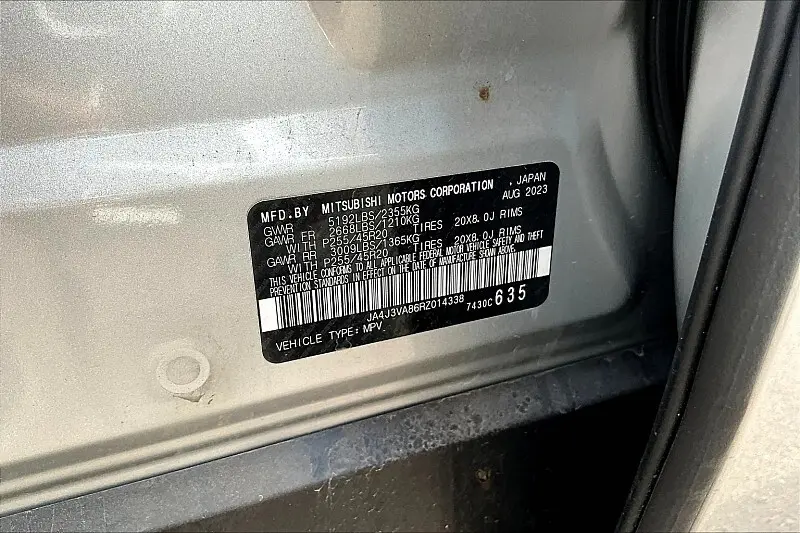 MFD.BY MITSUBISHI MOTORS CORPORATION , JAPAN
AUG 2023
GWVR 5192LBS/2355KG
GAWR FR 2668LBS/1210KG
WITH P255/45R20 TIRES 20X8.0J RIMS
GAWR RR 3009LBS/1365KG
WITH P255/45R20 TIRES 20X8.0J RIMS
THIS VEHICLE CONFORMS TO ALL APPLICABLE FEDERAL MOTOR VEHICLE SAFETY AND THEFT
PREVENTION STANDARDS IN EFFECT ON THE DATE OF MANUFACTURE SHOWN ABOVE.
JA4J3VA86RZ014338 7430C 635
VEHICLE TYPE: MPV